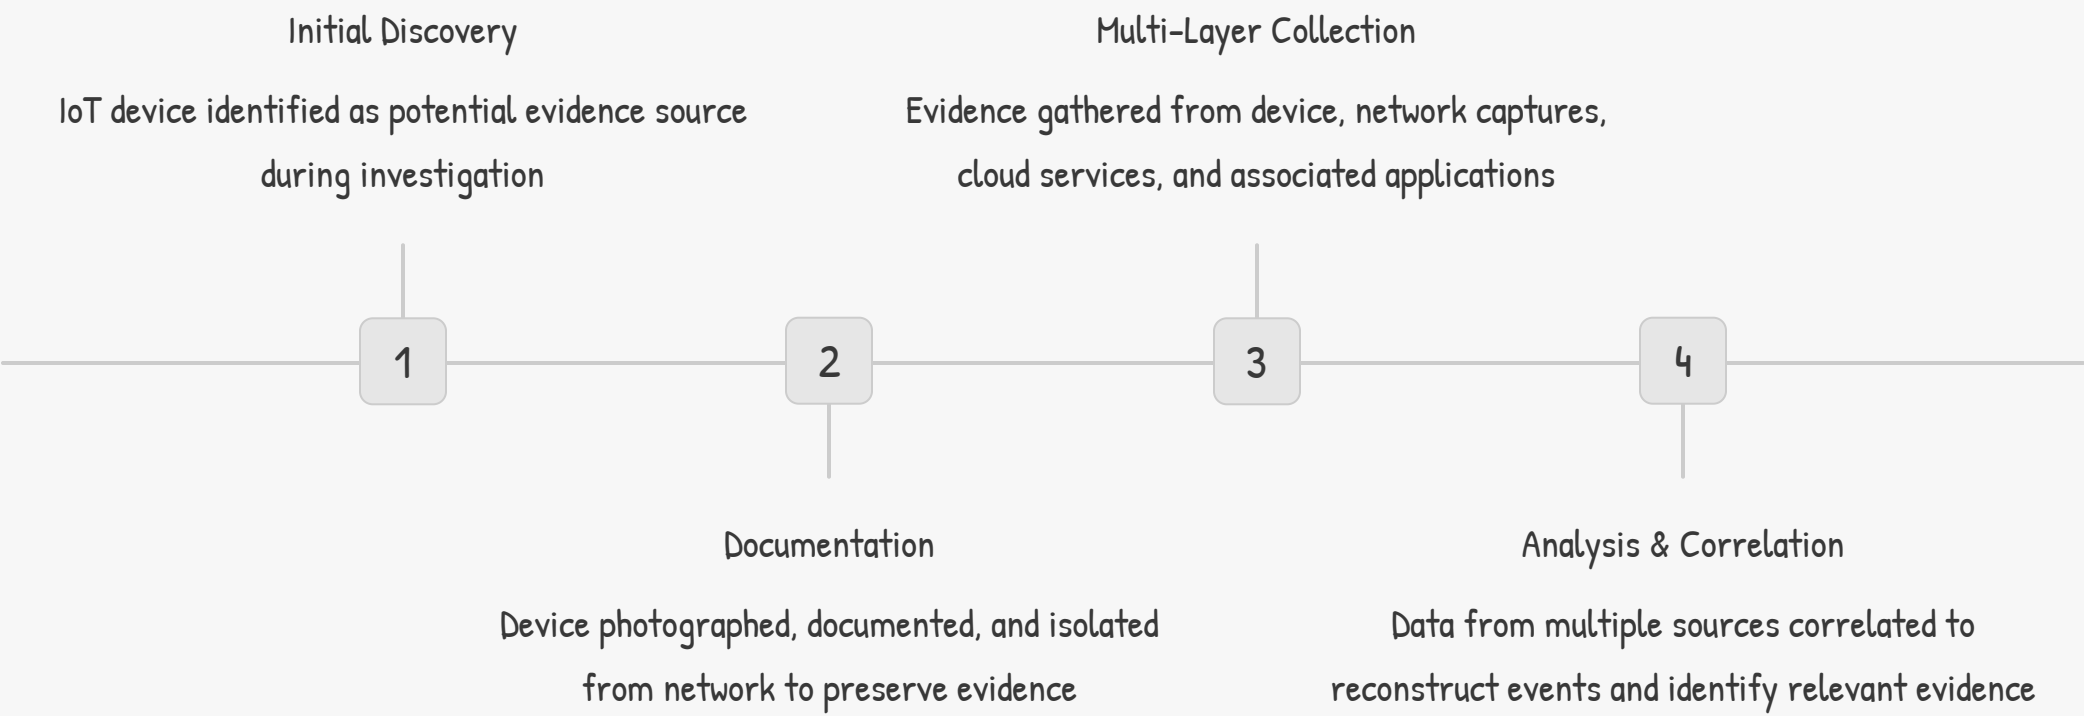 Initial Discovery
IoT device identified as potential evidence source
during investigation
1
2
Documentation
Device photographed, documented, and isolated
from network to preserve evidence
Multi-Layer Collection
Evidence gathered from device, network captures,
cloud services, and associated applications
3
4
Analysis & Correlation
Data from multiple sources correlated to
reconstruct events and identify relevant evidence